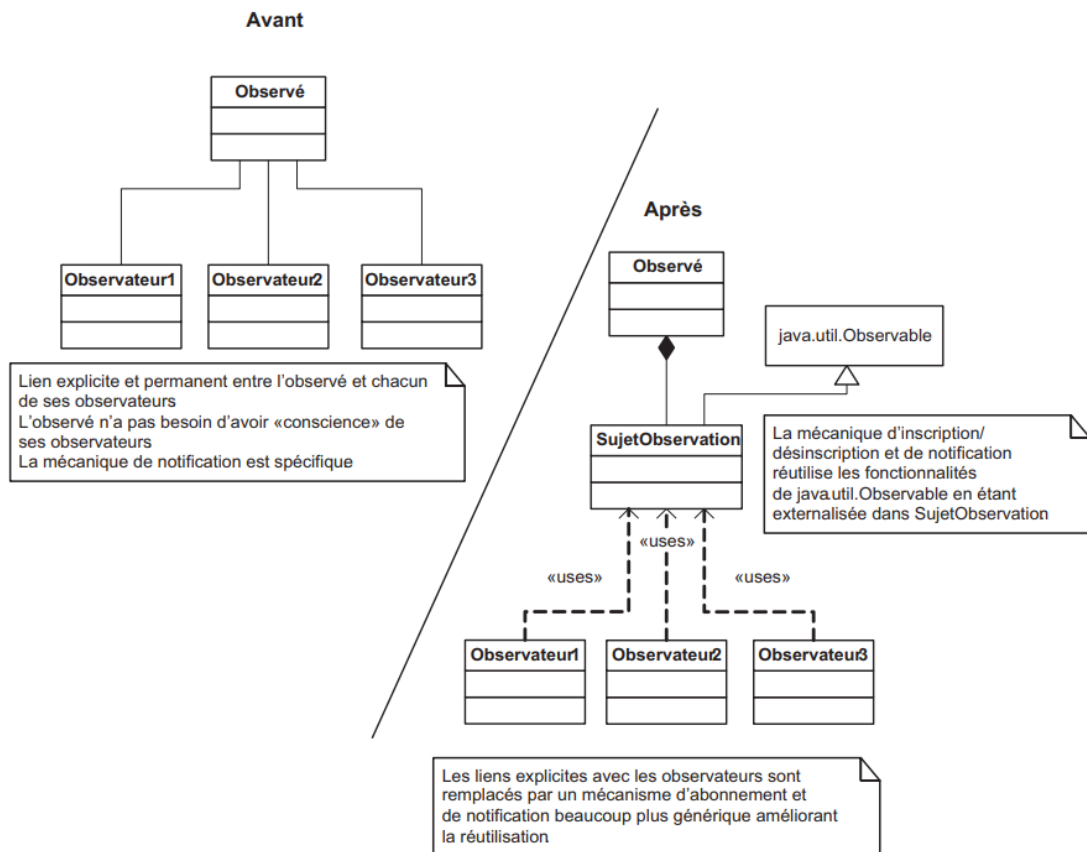 Avant
Observé
Observateur1
Observateur2
Observateur3
Lien explicite et permanent entre l'observé et chacun
de ses observateurs
L'observé n'a pas besoin d'avoir «conscience» de
ses observateurs
La mécanique de notification est spécifique
Après
Observé
java.util.Observable
SujetObservation
La mécanique d'inscription/
désinscription et de notification
réutilise les fonctionnalités
de java.util.Observable en étant
externalisée dans SujetObservation
«uses»
«uses»
«uses»
Observateur1
Observateur2
Observateur3
Les liens explicites avec les observateurs sont
remplacés par un mécanisme d'abonnement et
de notification beaucoup plus générique améliorant
la réutilisation